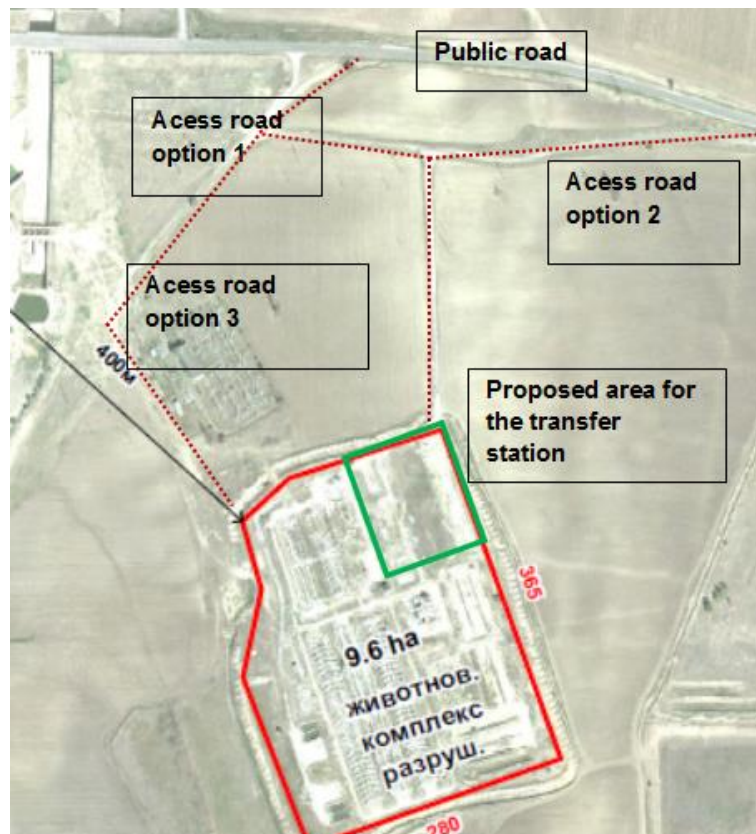 Public road
Acess road
option 1
Acess road
option 2
Acess road
option 3
400м
Proposed area for
the transfer
station
365
9.6 ha
животнов.
комплекс
разруш.
280